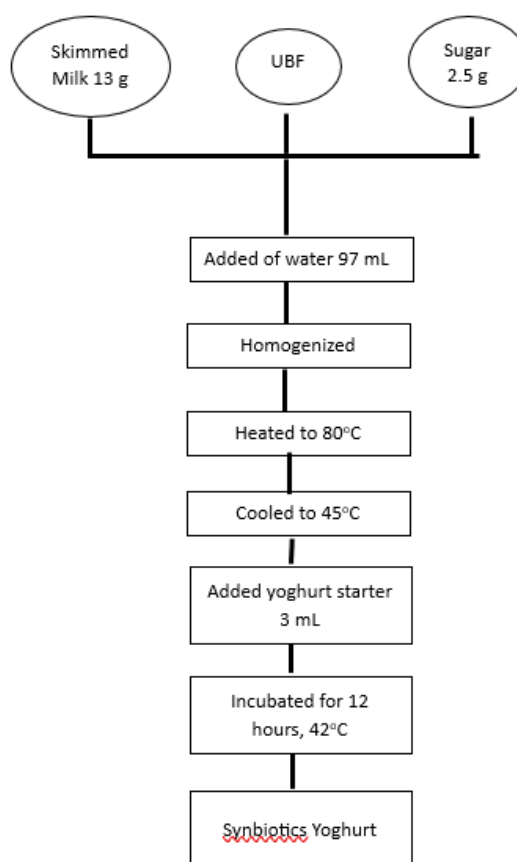 Skimmed
Milk 13 g
UBF
Sugar
2.5 g
Added of water 97 mL
Homogenized
Heated to 80°C
Cooled to 45°C
Added yoghurt starter
3 mL
Incubated for 12
hours, 42°C
Synbiotics Yoghurt